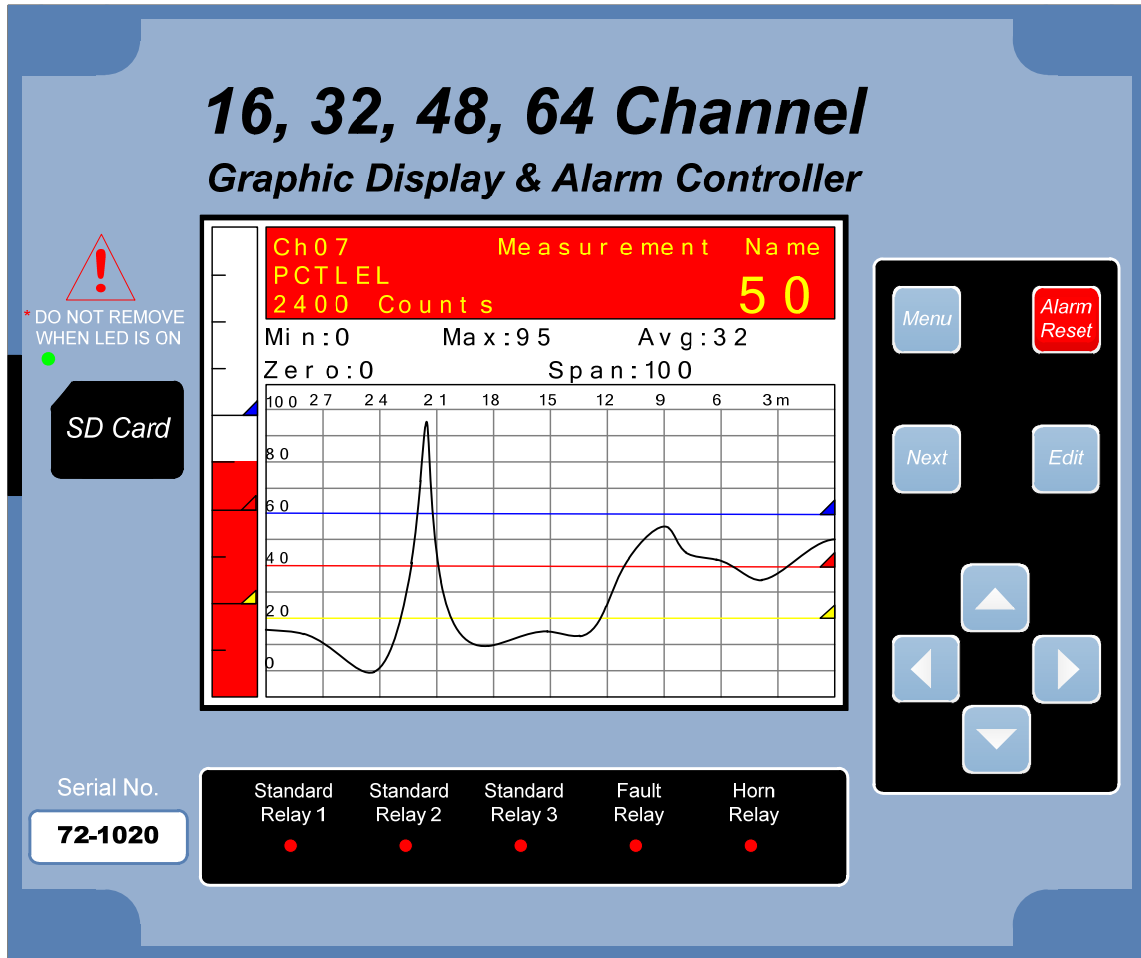 16, 32, 48, 64 Channel
Graphic Display & Alarm Controller
* DO NOT REMOVE
WHEN LED IS ON
SD Card
Ch07 Measurement Name
PCTLEL
2400 Counts 50
Min:0 Max:95 Avg:32
Zero:0 Span:100
100 27 24 21 18 15 12 9 6 3m
80
60
40
20
0
Menu
Alarm
Reset
Next
Edit
Serial No.
72-1020
Standard
Relay 1
Standard
Relay 2
Standard
Relay 3
Fault
Relay
Horn
Relay